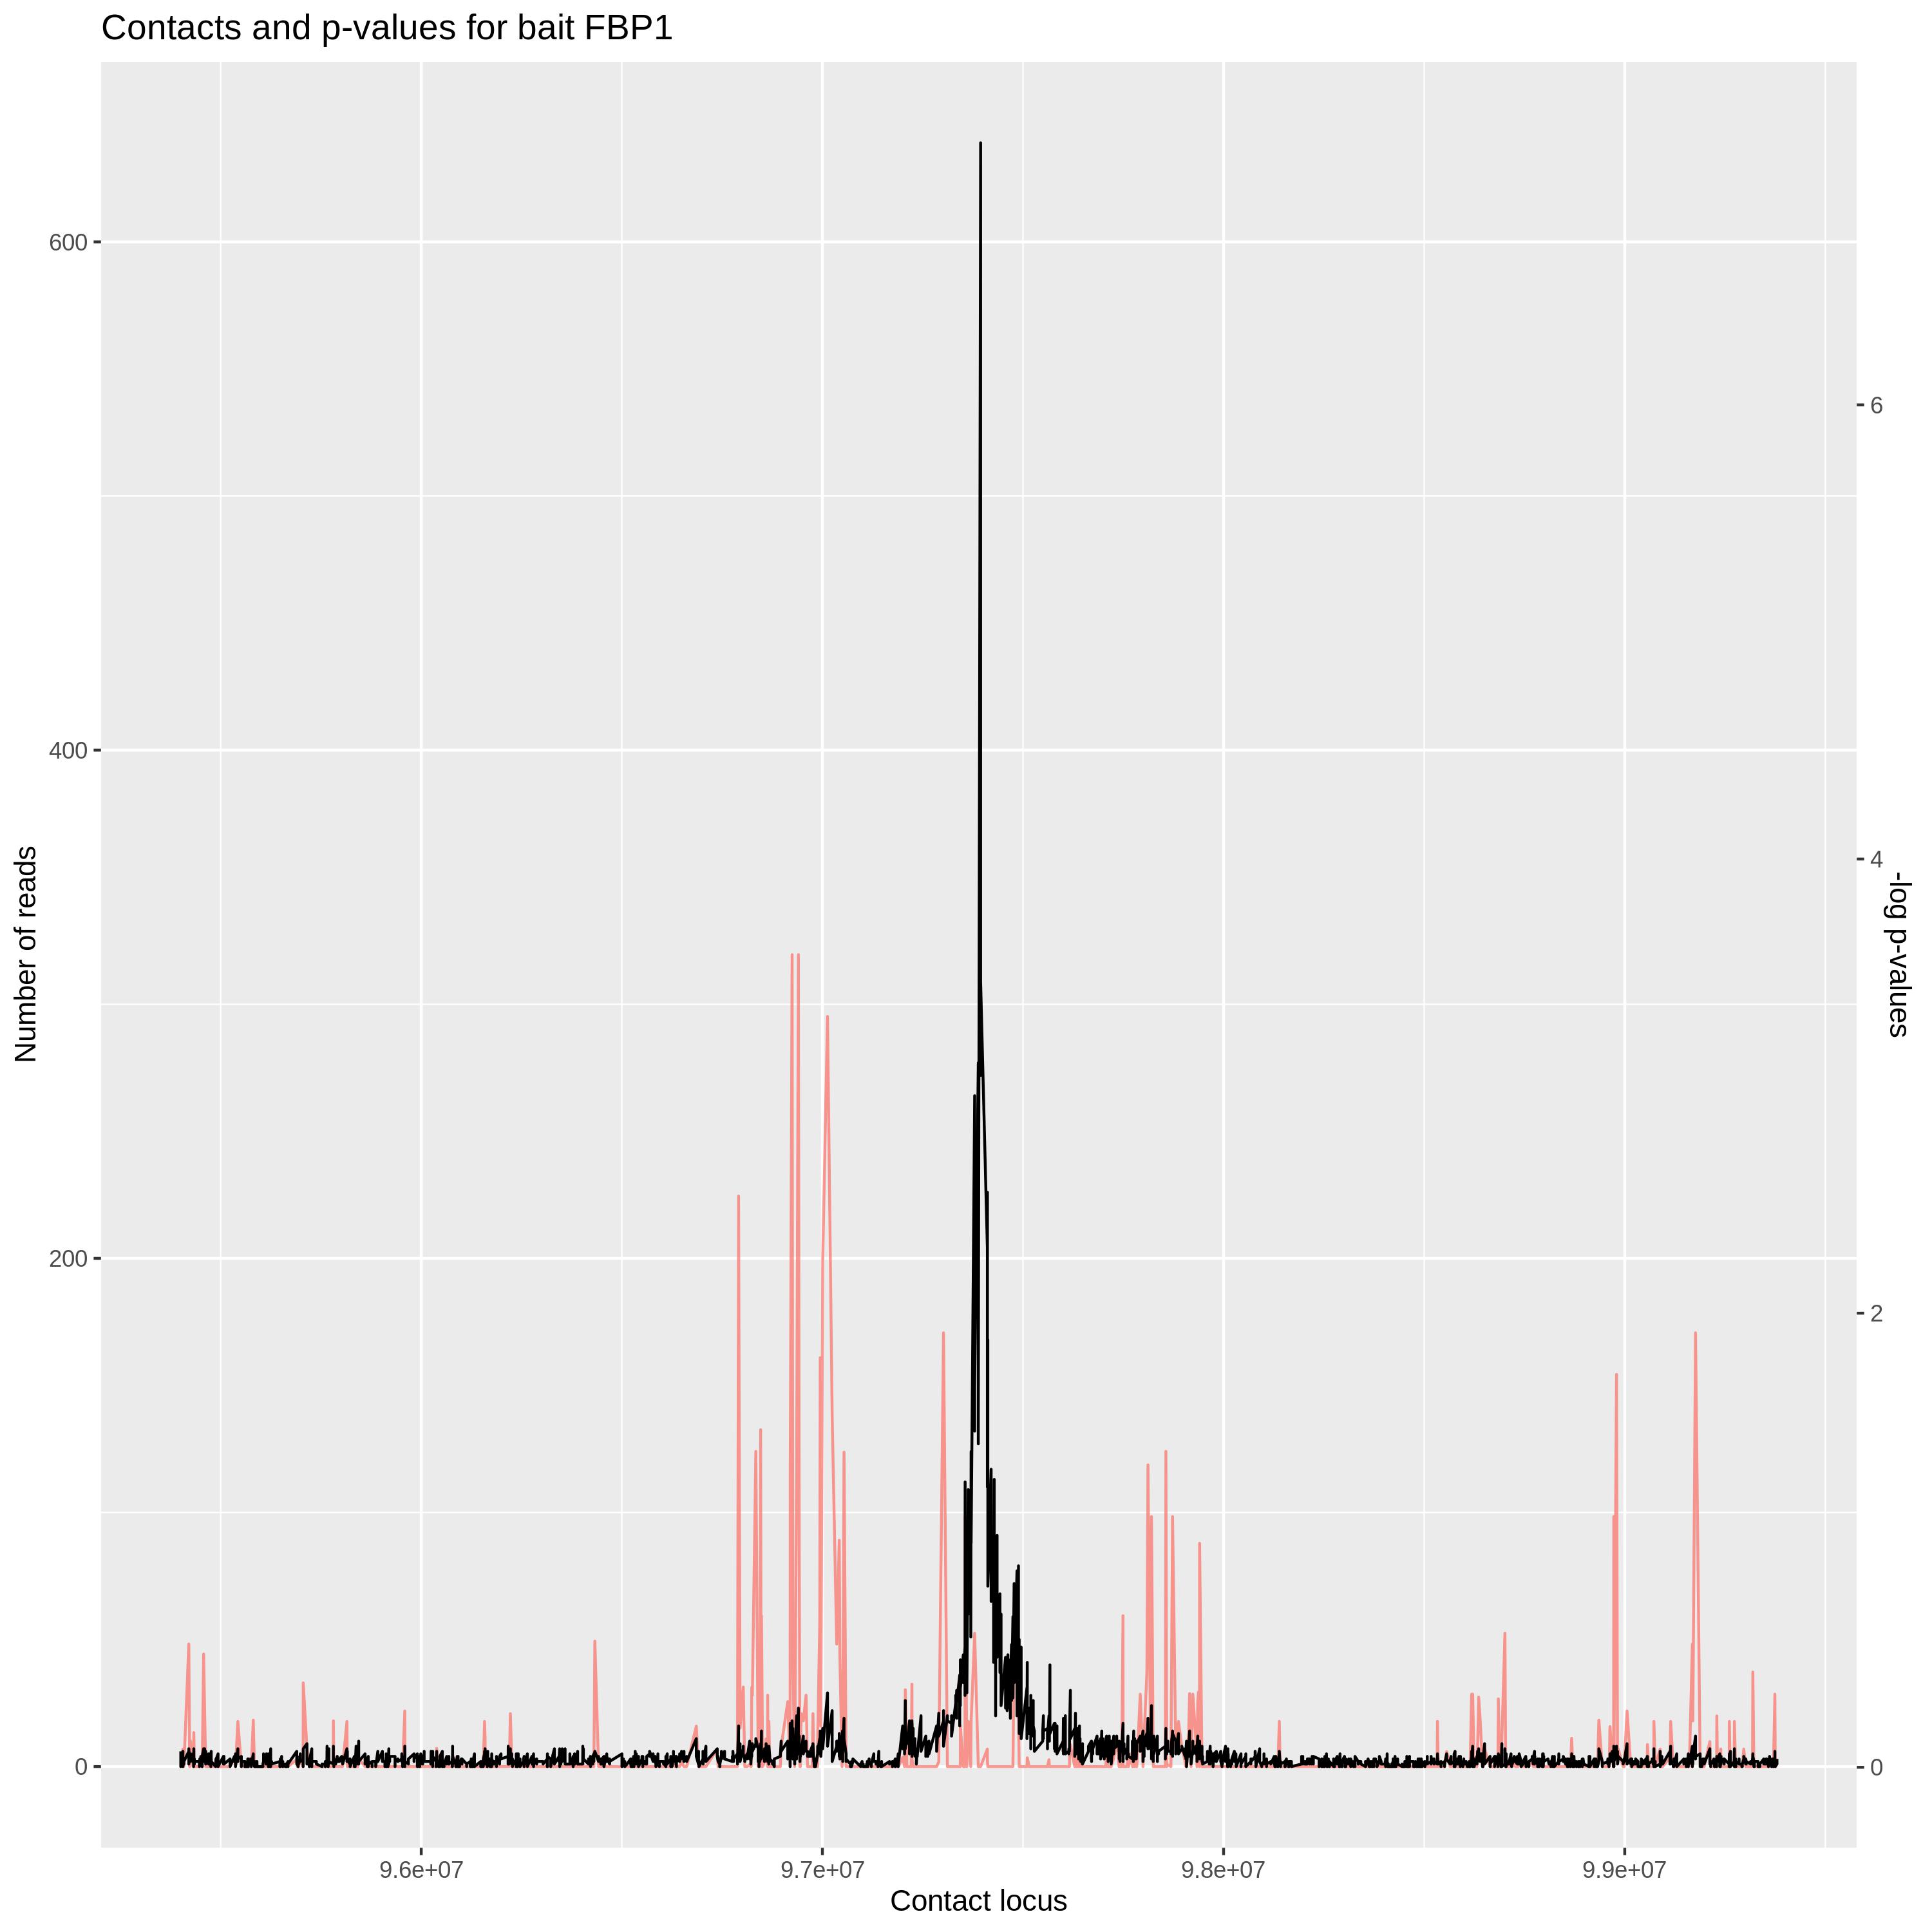 Contacts and p-values for bait FBP1
600
400
200
0
Number of reads
6
4
2
0
-log p-values
9.6e+07
9.7e+07
9.8e+07
9.9e+07
Contact locus